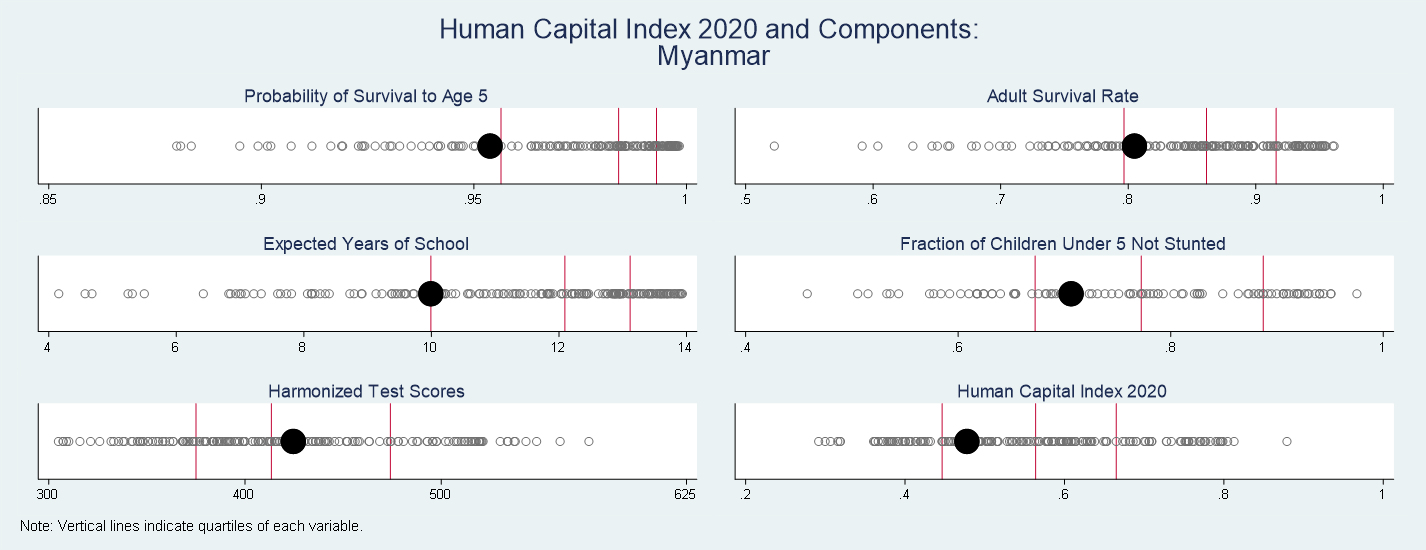 Human Capital Index 2020 and Components:
Myanmar
Probability of Survival to Age 5
.85 .9 .95 1
Adult Survival Rate
.5 .6 .7 .8 .9 1
Expected Years of School
4 6 8 10 12 14
Fraction of Children Under 5 Not Stunted
.4 .6 .8 1
Harmonized Test Scores
300 400 500 625
Human Capital Index 2020
.2 .4 .6 .8 1
Note: Vertical lines indicate quartiles of each variable.